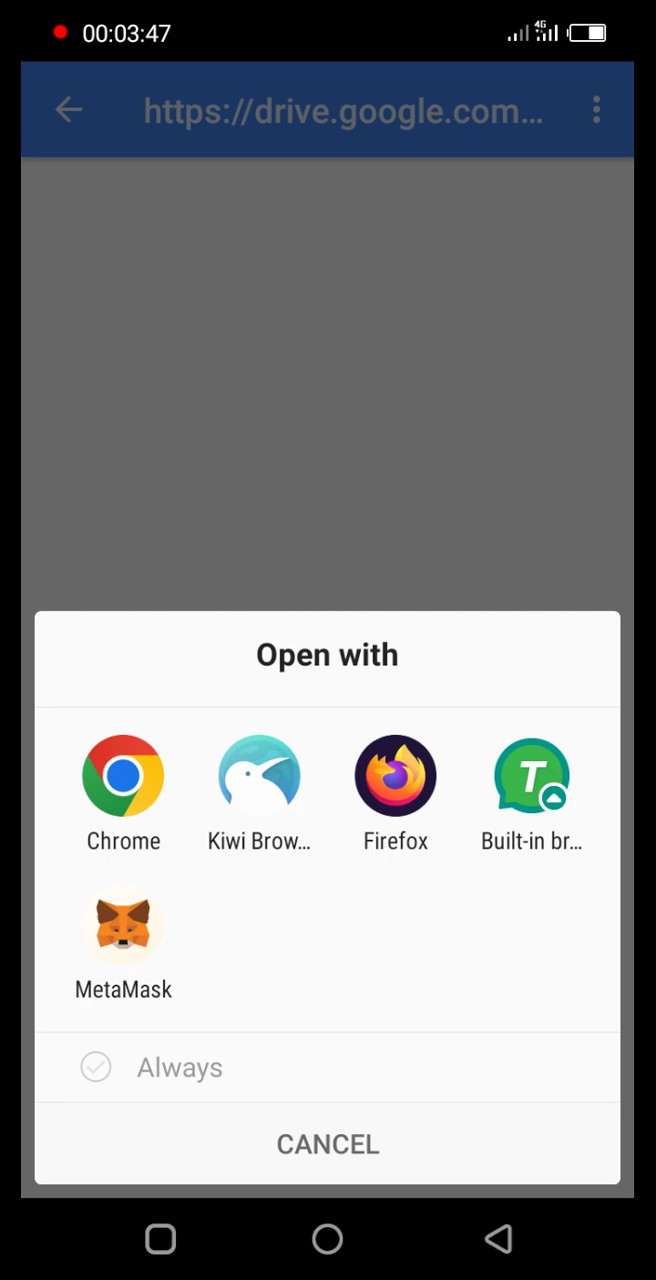 00:03:47
4G
https://drive.google.com...
Open with
Chrome
Kiwi Brow...
Firefox
T
Built-in br...
MetaMask
Always
CANCEL